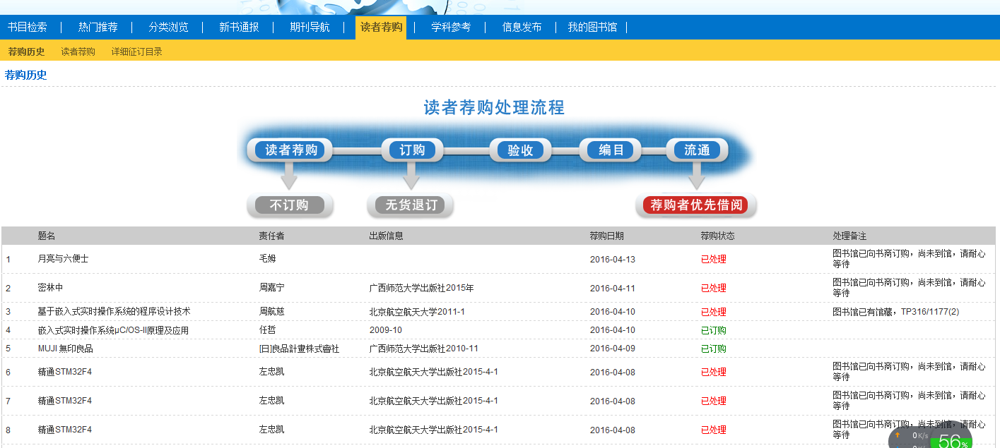 书目检索 | 热门推荐 | 分类浏览 | 新书通报 | 期刊导航 | 读者荐购 | 学科参考 | 信息发布 | 我的图书馆 |
荐购历史 读者荐购 详细征订目录
荐购历史
读者荐购处理流程
读者荐购 订购 验收 编目 流通
不订购 无货退订 荐购者优先借阅
题名 责任者 出版信息 荐购日期 荐购状态 处理备注
1 月亮与六便士 毛姆 2016-04-13 已处理 图书馆已向书商订购，尚未到馆，请耐心
等待
2 密林中 周嘉宁 广西师范大学出版社2015年 2016-04-11 已处理 图书馆已向书商订购，尚未到馆，请耐心
等待
3 基于嵌入式实时操作系统的程序设计技术 周航慈 北京航空航天大学2011-1 2016-04-10 已处理 图书馆已有馆藏，TP316/1177(2)
4 嵌入式实时操作系统μC/OS-II原理及应用 任哲 2009-10 2016-04-10 已订购
5 MUJI 無印良品 [日]良品計畫株式會社 广西师范大学出版社2010-11 2016-04-09 已订购
6 精通STM32F4 左忠凯 北京航空航天大学出版社2015-4-1 2016-04-08 已处理 图书馆已向书商订购，尚未到馆，请耐心
等待
7 精通STM32F4 左忠凯 北京航空航天大学出版社2015-4-1 2016-04-08 已处理 图书馆已向书商订购，尚未到馆，请耐心
等待
8 精通STM32F4 左忠凯 北京航空航天大学出版社2015-4-1 2016-04-08 已处理 图书馆已向书商订购，尚未到馆，请耐心
等待
0K/s 56%